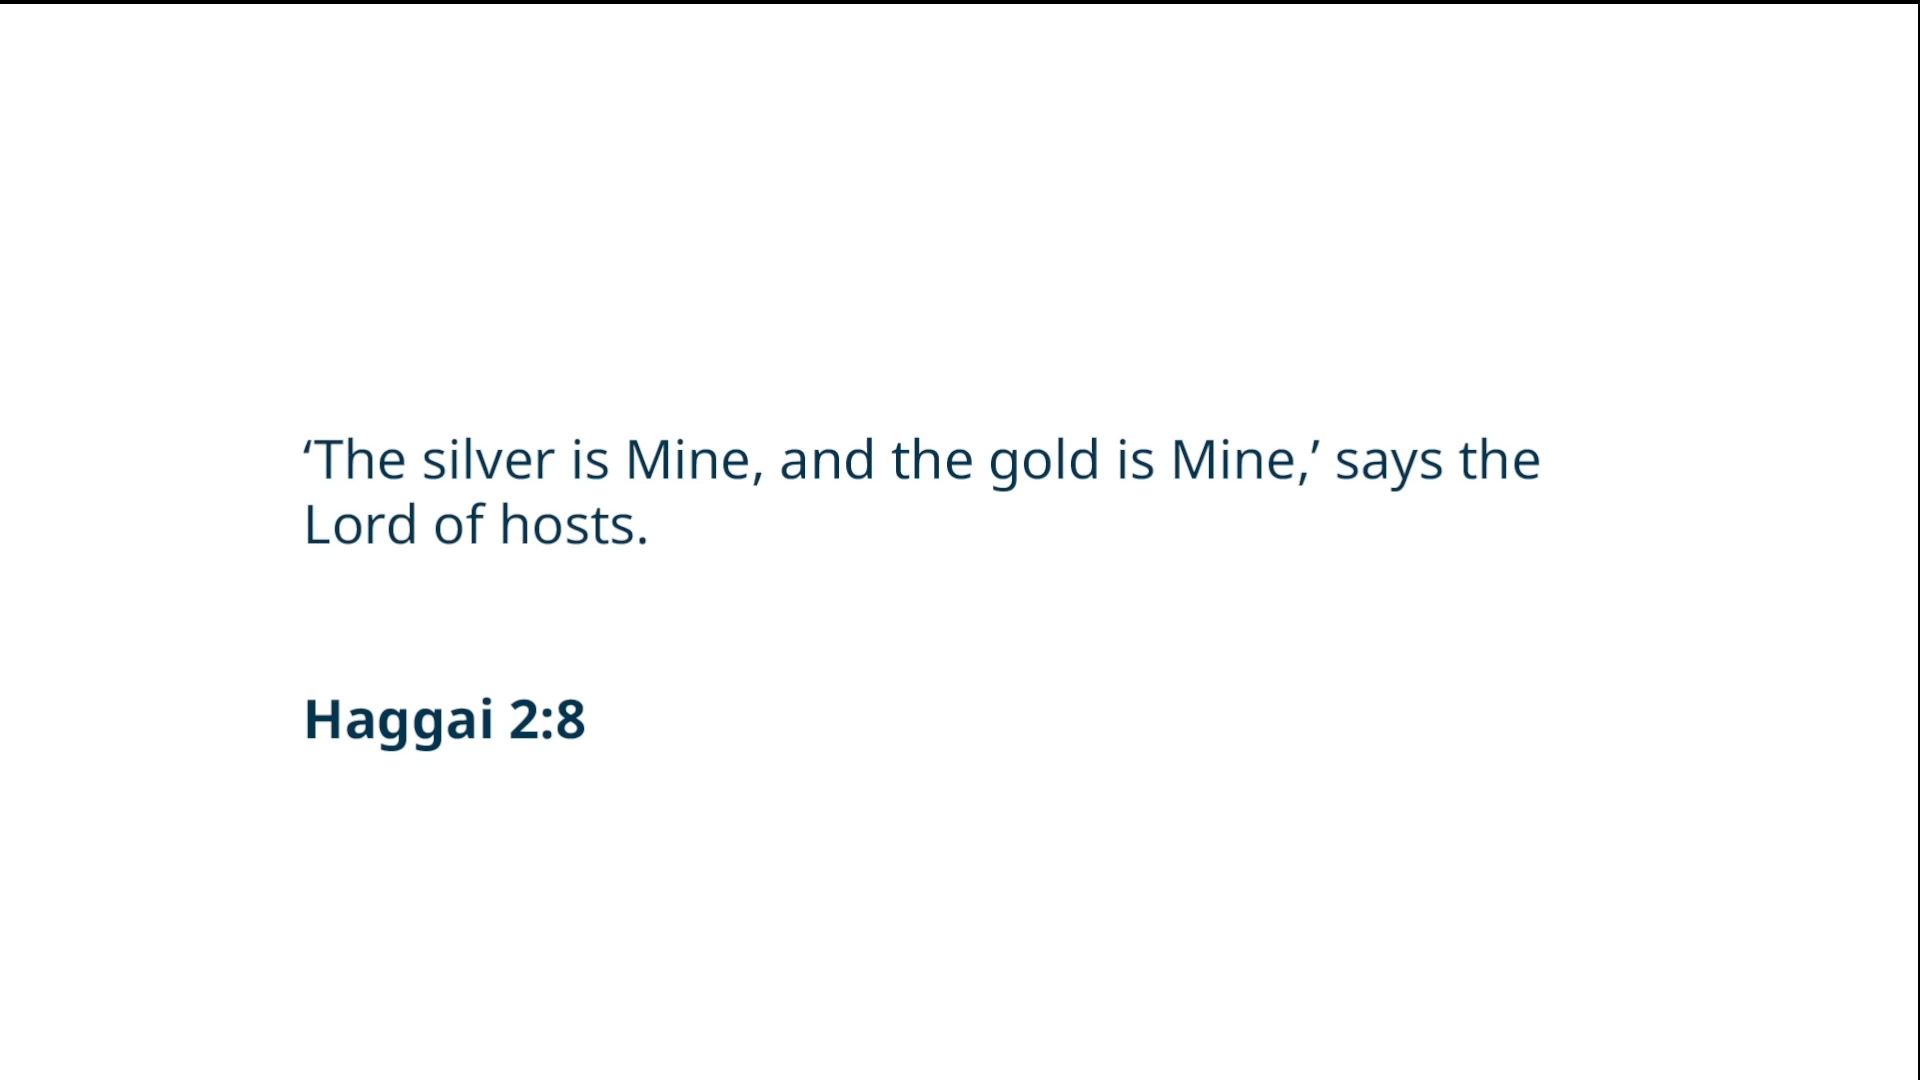 ‘The silver is Mine, and the gold is Mine,’ says the
Lord of hosts.
Haggai 2:8